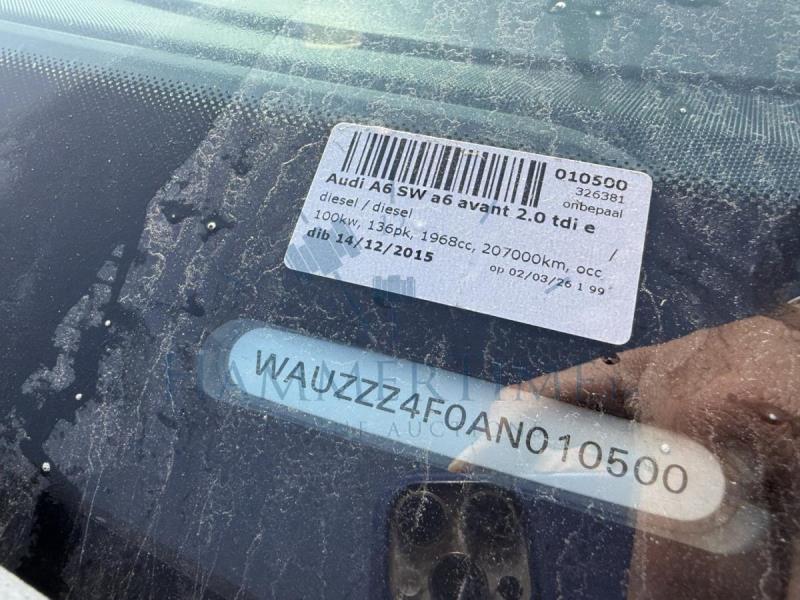 010500
326381
onbepaal
Audi A6 SW a6 avant 2.0 tdi e
diesel / diesel /
100kw, 136pk, 1968cc, 207000km, occ
dib 14/12/2015
op 02/03/26 1 99
WAUZZZ4F0AN010500
HAMMERTIME